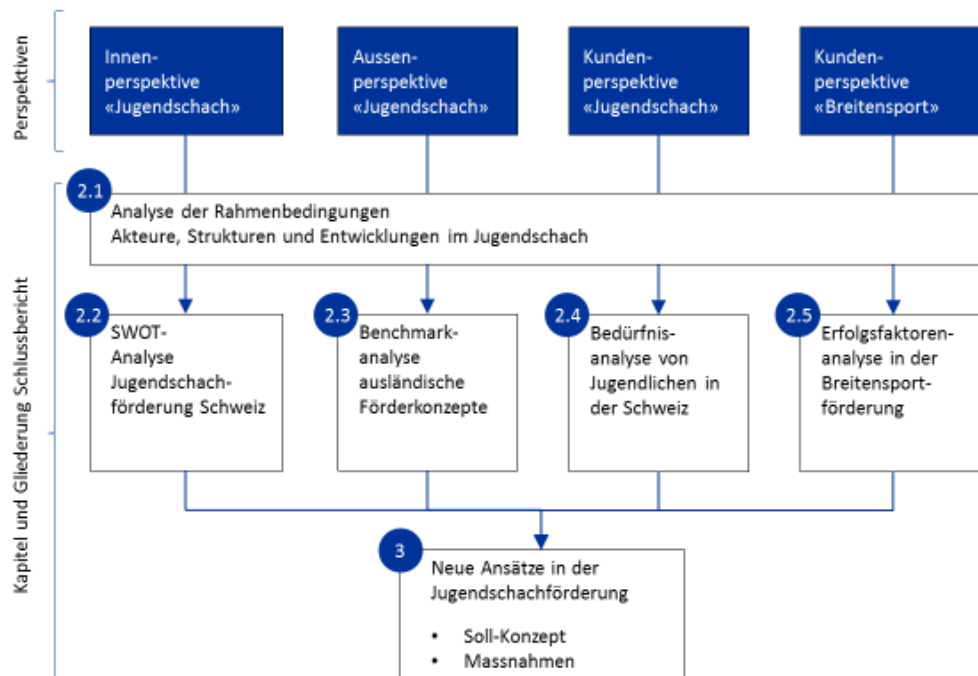 Perspektiven
Innen-
perspektive
«Jugendschach»
Aussen-
perspektive
«Jugendschach»
Kunden-
perspektive
«Jugendschach»
Kunden-
perspektive
«Breitensport»
Kapitel und Gliederung Schlussbericht
2.1
Analyse der Rahmenbedingungen
Akteure, Strukturen und Entwicklungen im Jugendschach
2.2
SWOT-
Analyse
Jugendschach-
förderung Schweiz
2.3
Benchmark-
analyse
ausländische
Förderkonzepte
2.4
Bedürfnis-
analyse von
Jugendlichen in
der Schweiz
2.5
Erfolgsfaktoren-
analyse in der
Breitensport-
förderung
3
Neue Ansätze in der
Jugendschachförderung
• Soll-Konzept
• Massnahmen